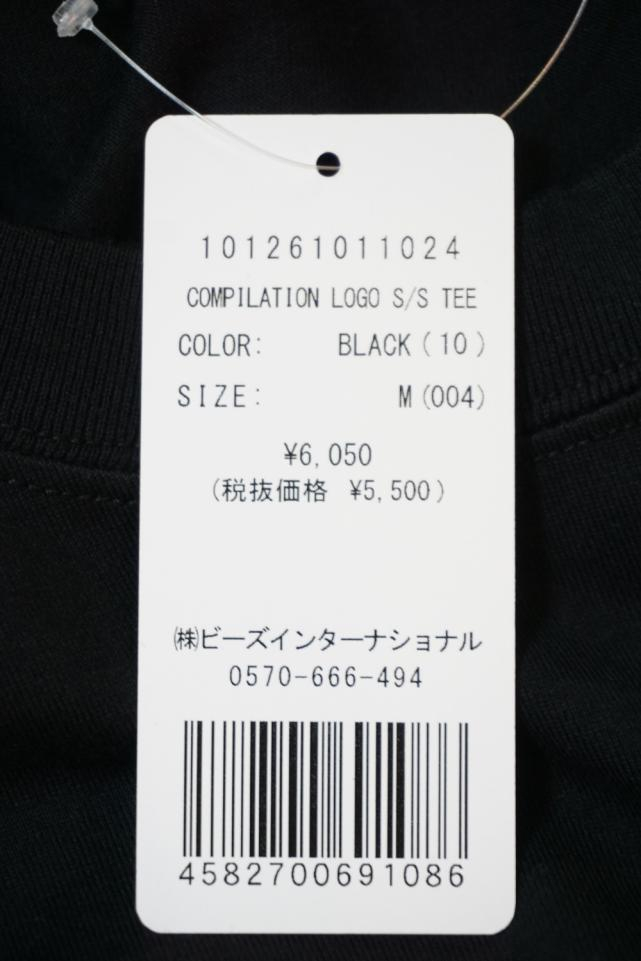 101261011024
COMPILATION LOGO S/S TEE
COLOR: BLACK(10)
SIZE: M(004)
¥6,050
(税抜価格 ¥5,500)
㈱ビーズインターナショナル
0570-666-494
4582700691086